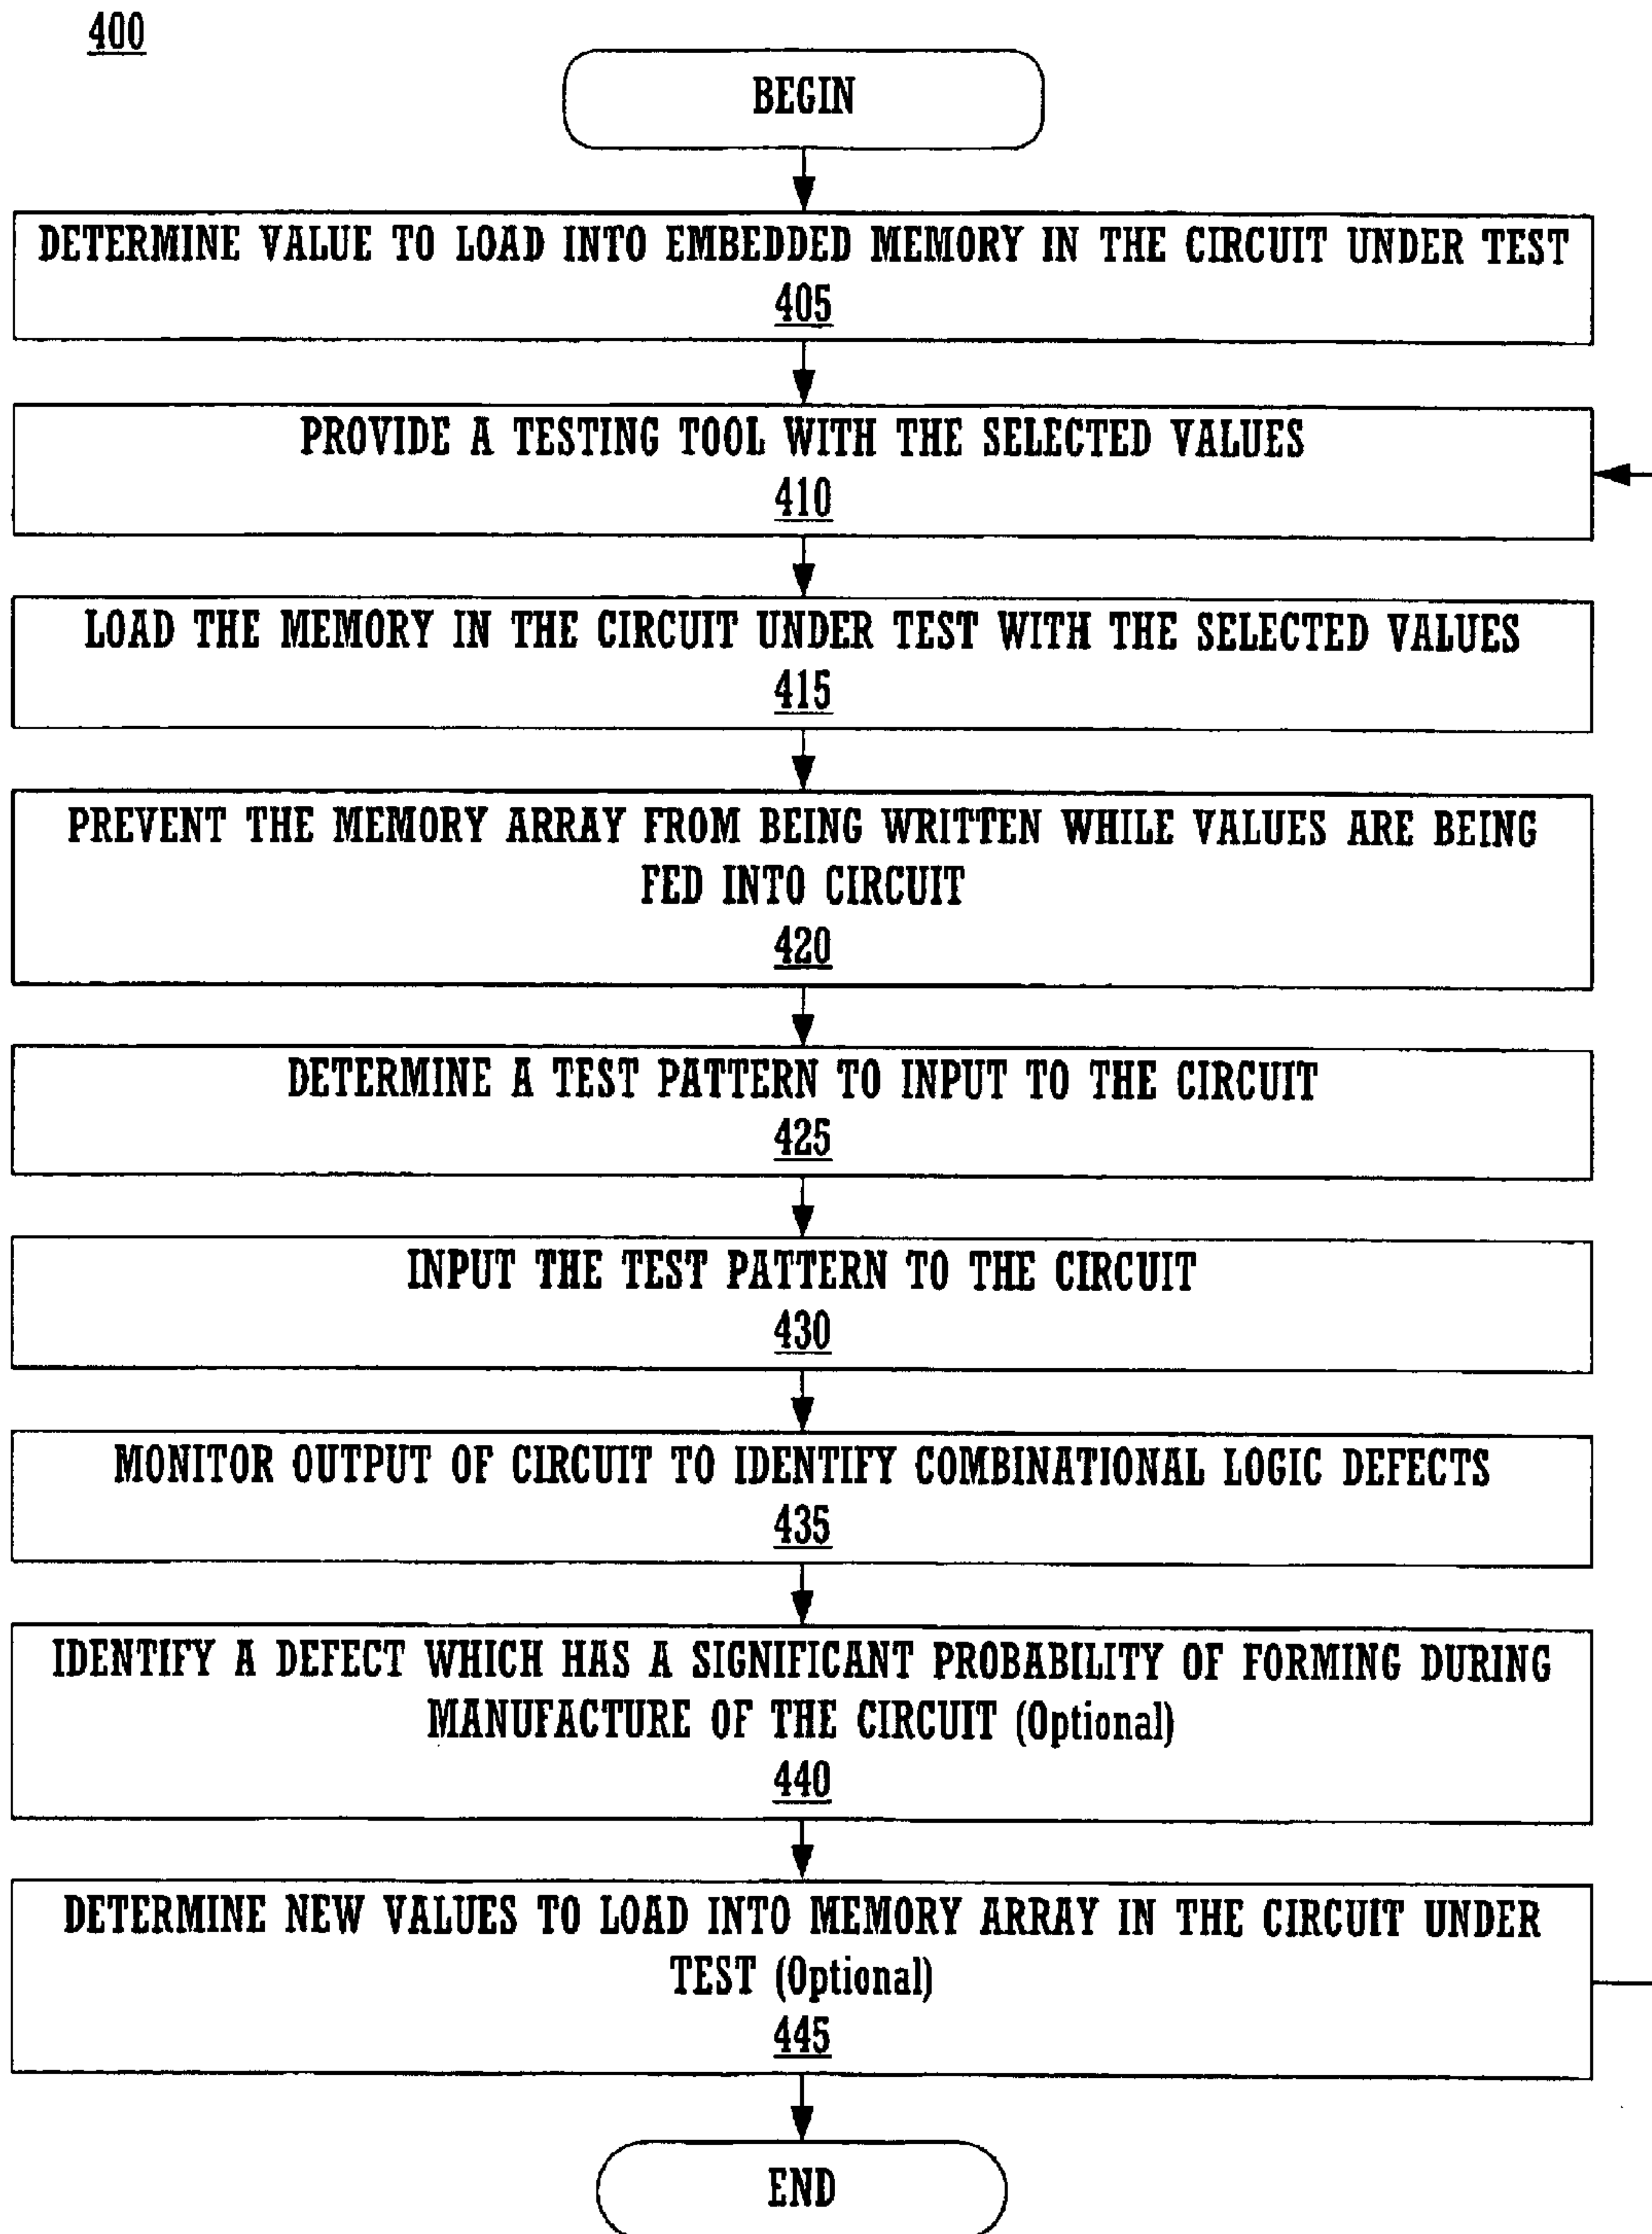 400
BEGIN
DETERMINE VALUE TO LOAD INTO EMBEDDED MEMORY IN THE CIRCUIT UNDER TEST
405
PROVIDE A TESTING TOOL WITH THE SELECTED VALUES
410
LOAD THE MEMORY IN THE CIRCUIT UNDER TEST WITH THE SELECTED VALUES
415
PREVENT THE MEMORY ARRAY FROM BEING WRITTEN WHILE VALUES ARE BEING
FED INTO CIRCUIT
420
DETERMINE A TEST PATTERN TO INPUT TO THE CIRCUIT
425
INPUT THE TEST PATTERN TO THE CIRCUIT
430
MONITOR OUTPUT OF CIRCUIT TO IDENTIFY COMBINATIONAL LOGIC DEFECTS
435
IDENTIFY A DEFECT WHICH HAS A SIGNIFICANT PROBABILITY OF FORMING DURING
MANUFACTURE OF THE CIRCUIT (Optional)
440
DETERMINE NEW VALUES TO LOAD INTO MEMORY ARRAY IN THE CIRCUIT UNDER
TEST (Optional)
445
END